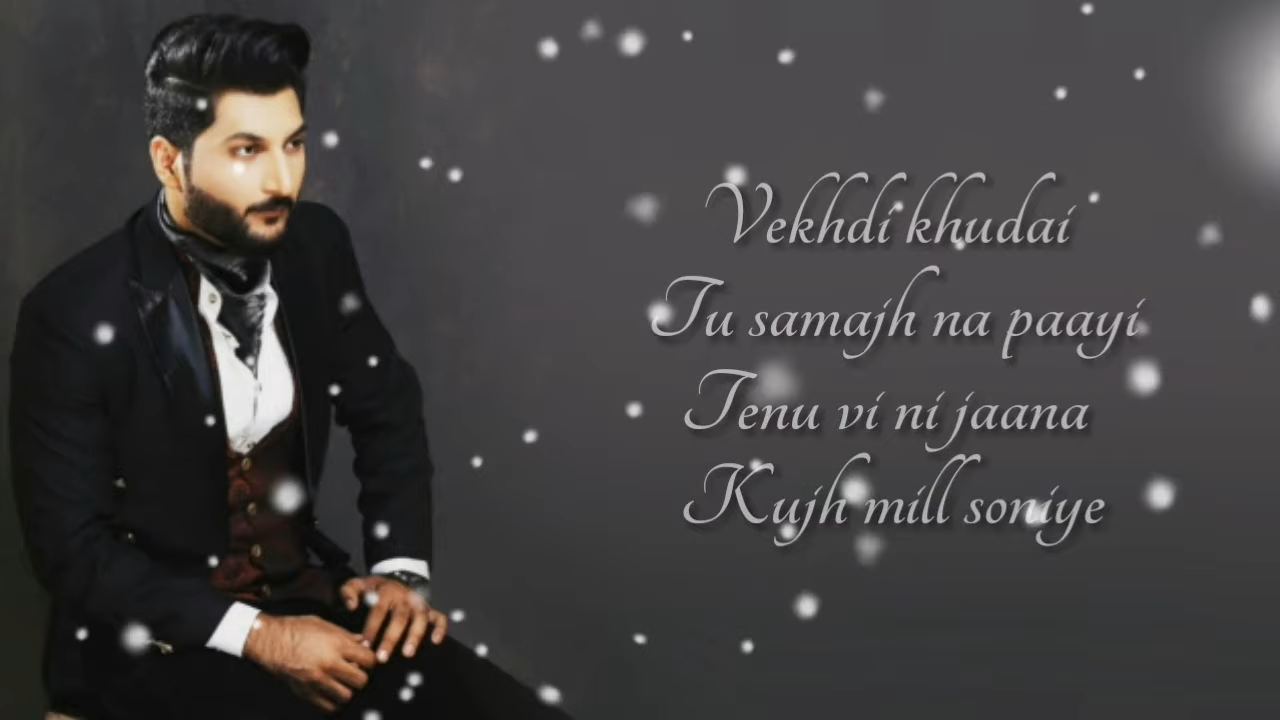 Vekhdi khudai
Tu samajh na paayi
Tenu vi ni jaana
Kujh mill soniye